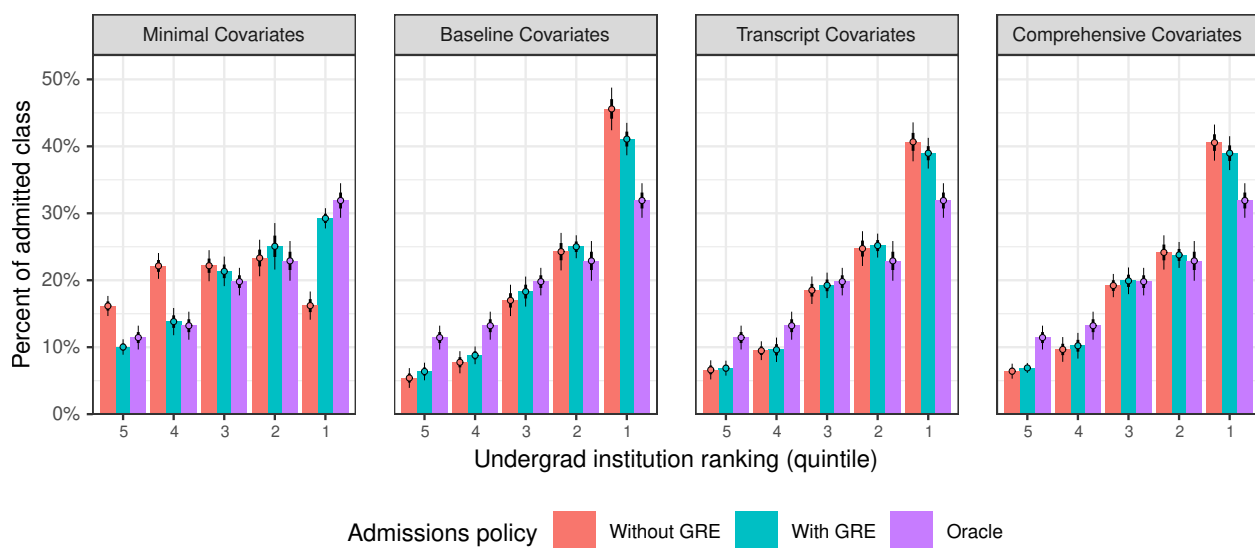 Minimal Covariates Baseline Covariates Transcript Covariates Comprehensive Covariates
Percent of admitted class
50%
40%
30%
20%
10%
0%
5 4 3 2 1 5 4 3 2 1 5 4 3 2 1 5 4 3 2 1
Undergrad institution ranking (quintile)
Admissions policy Without GRE With GRE Oracle